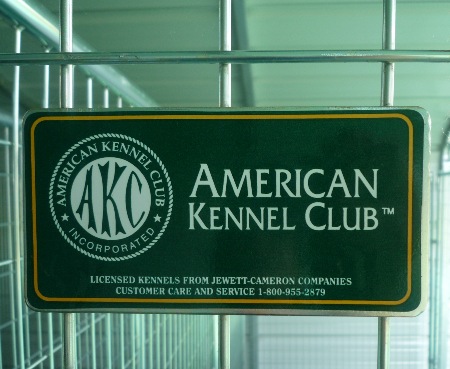 AMERICAN KENNEL CLUB
AKC
INCORPORATED
AMERICAN
KENNEL CLUB™
LICENSED KENNELS FROM JEWETT-CAMERON COMPANIES
CUSTOMER CARE AND SERVICE 1-800-955-2879